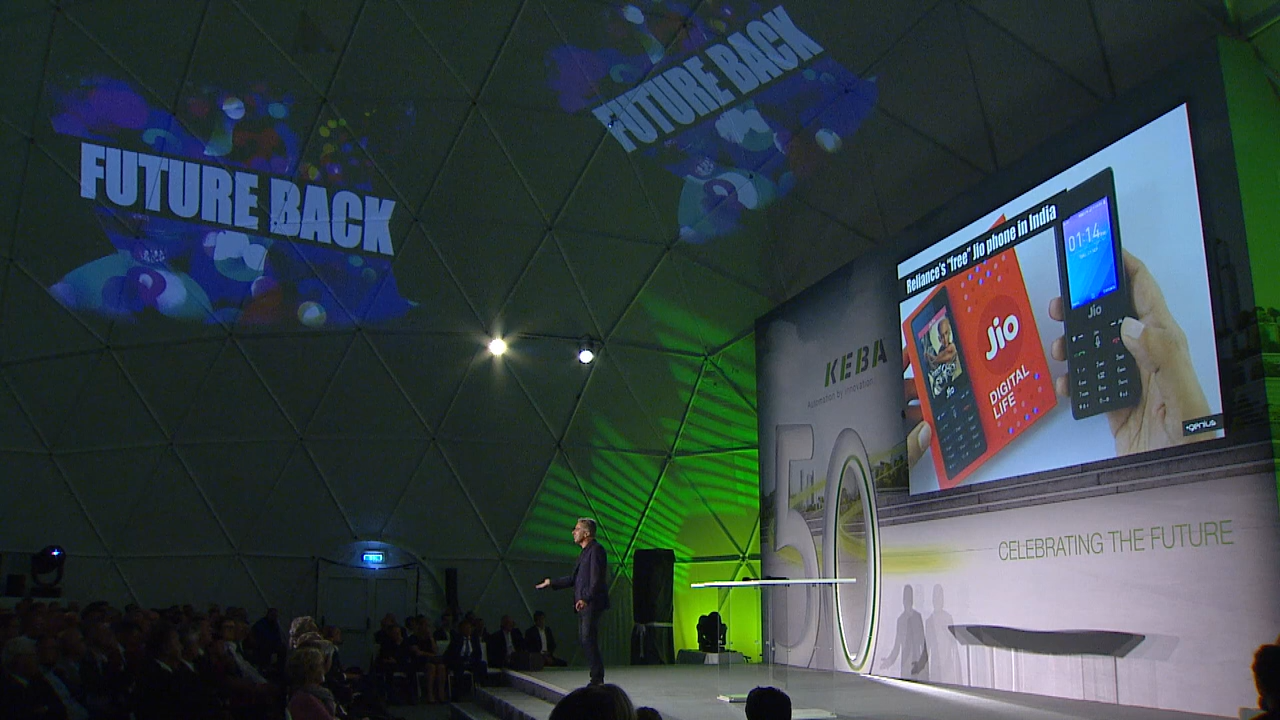 FUTURE BACK
FUTURE BACK
Reliance's "free" Jio phone in India
01:14
Jio
Jio
DIGITAL
LIFE
Jio
KEBA
Automation by innovation.
50
CELEBRATING THE FUTURE
+genius